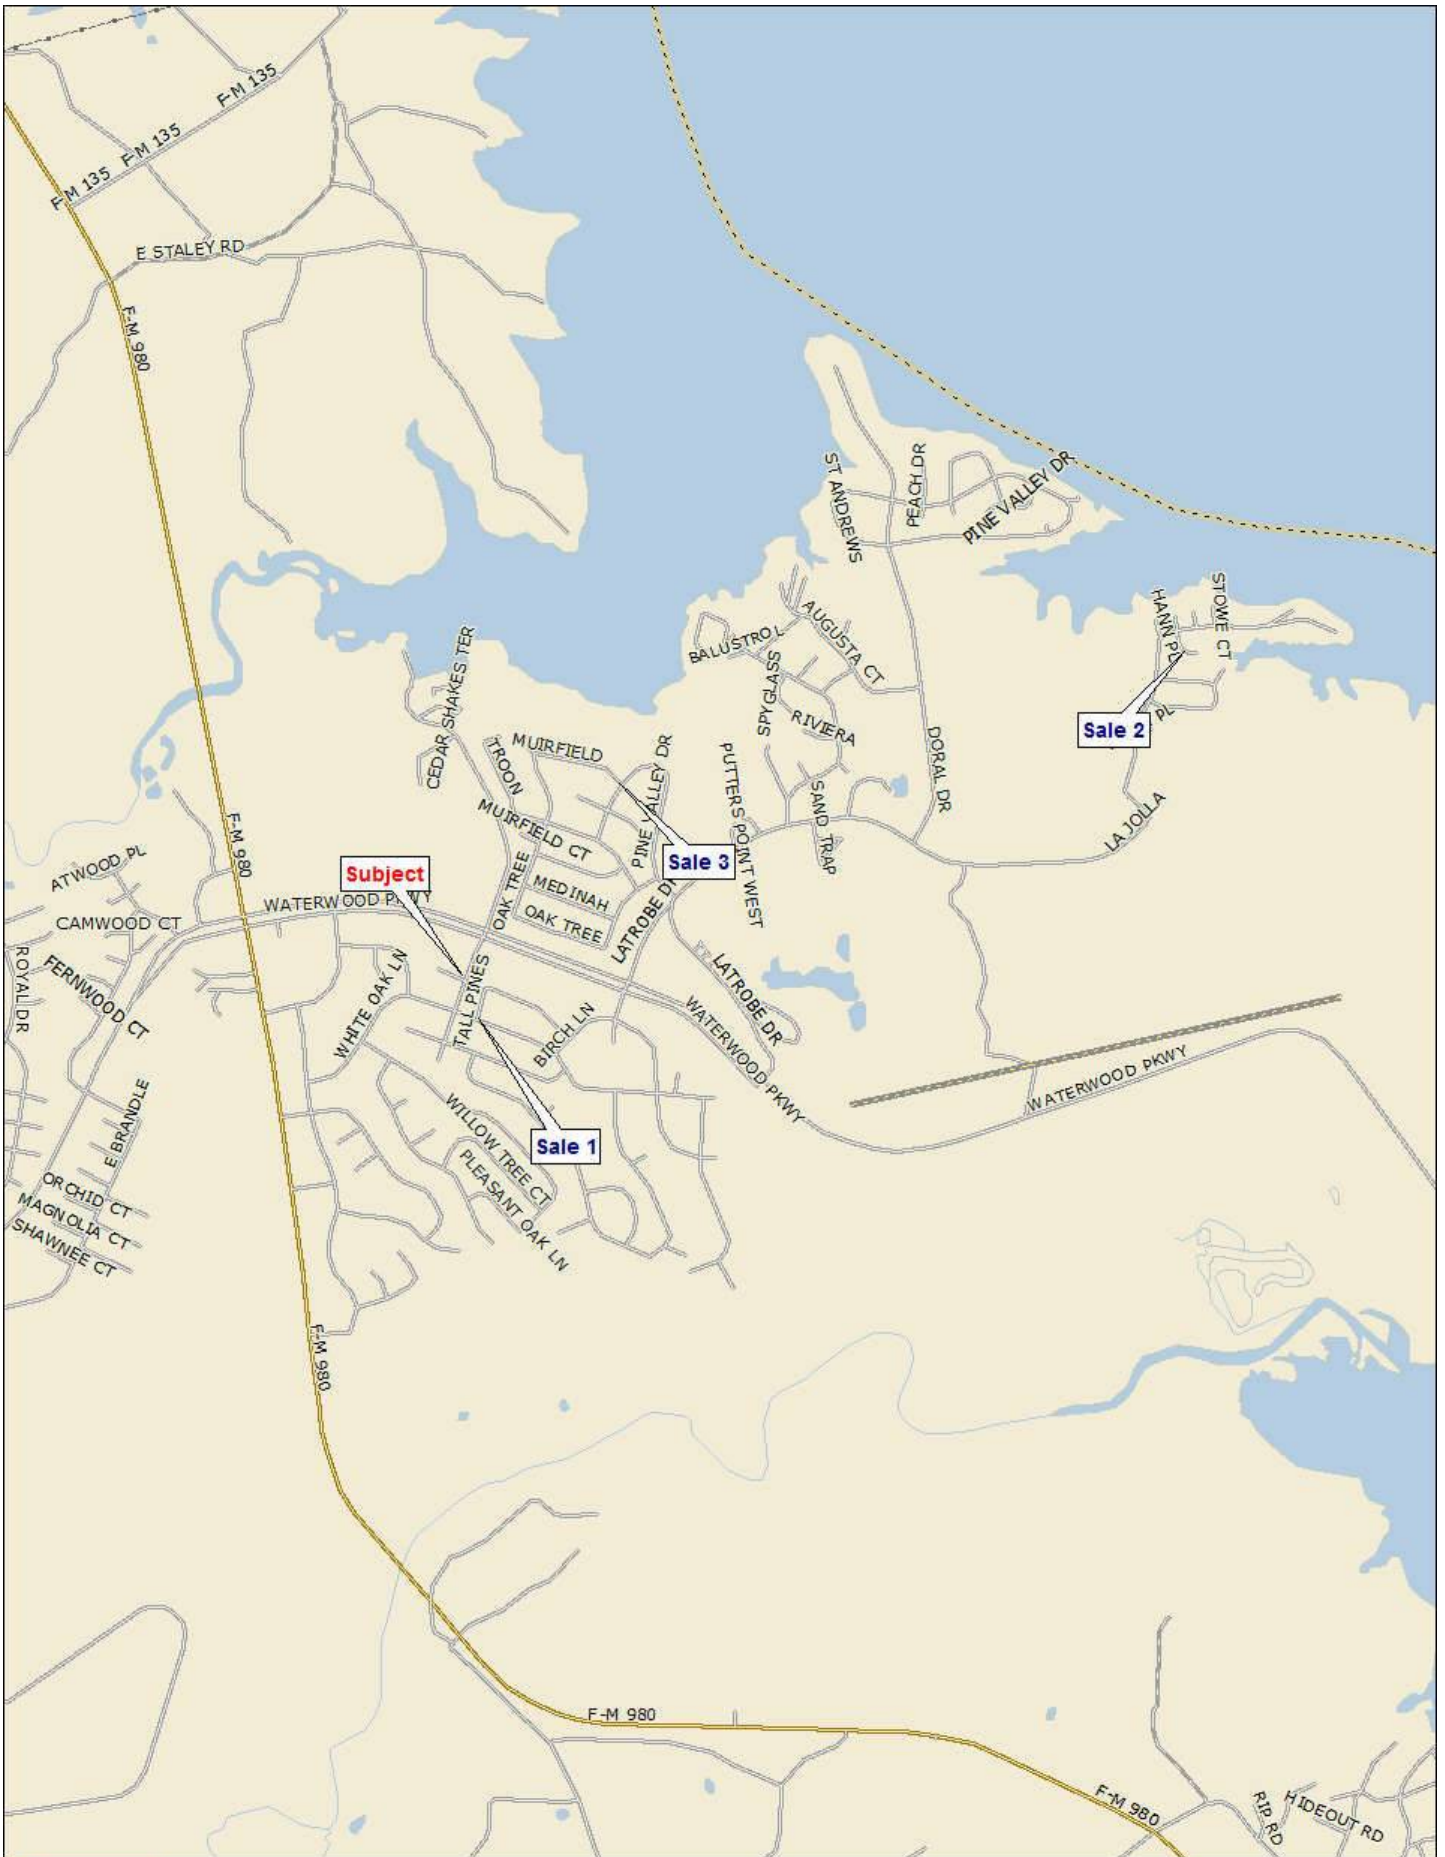 F-M 135
F-M 135
F-M 135
E STALEY RD
F-M 980
ST ANDREWS
PEACH DR
PINE VALLEY DR
HANN PL
STOWE CT
BALUSTROL
AUGUSTA CT
SPYGLASS
RIVIERA
CEDAR SHAKES TER
Sale 2
PL
TROON
MUIRFIELD
PINE VALLEY DR
PUTTERS POINT WEST
DORAL DR
SAND TRAP
LA JOLLA
F-M 980
MUIRFIELD CT
ATWOOD PL
Subject
Sale 3
OAK TREE
MEDINAH
WATERWOOD PKWY
OAK TREE
LATROBE DR
CAMWOOD CT
ROYAL DR
FERNWOOD CT
WHITE OAK LN
TALL PINES
BIRCH LN
LATROBE DR
WATERWOOD PKWY
WATERWOOD PKWY
E BRANDLE
WILLOW TREE CT
Sale 1
PLEASANT OAK LN
ORCHID CT
MAGNOLIA CT
SHAWNEE CT
F-M 980
F-M 980
F-M 980
RIP RD
HIDEOUT RD